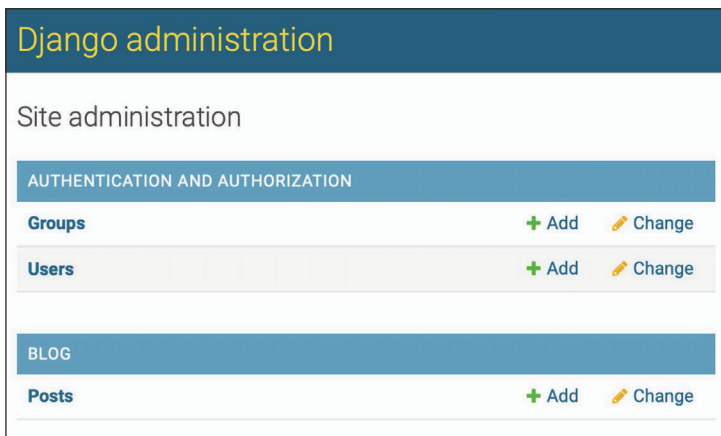 Django administration
Site administration
AUTHENTICATION AND AUTHORIZATION
Groups Add Change
Users Add Change
BLOG
Posts Add Change